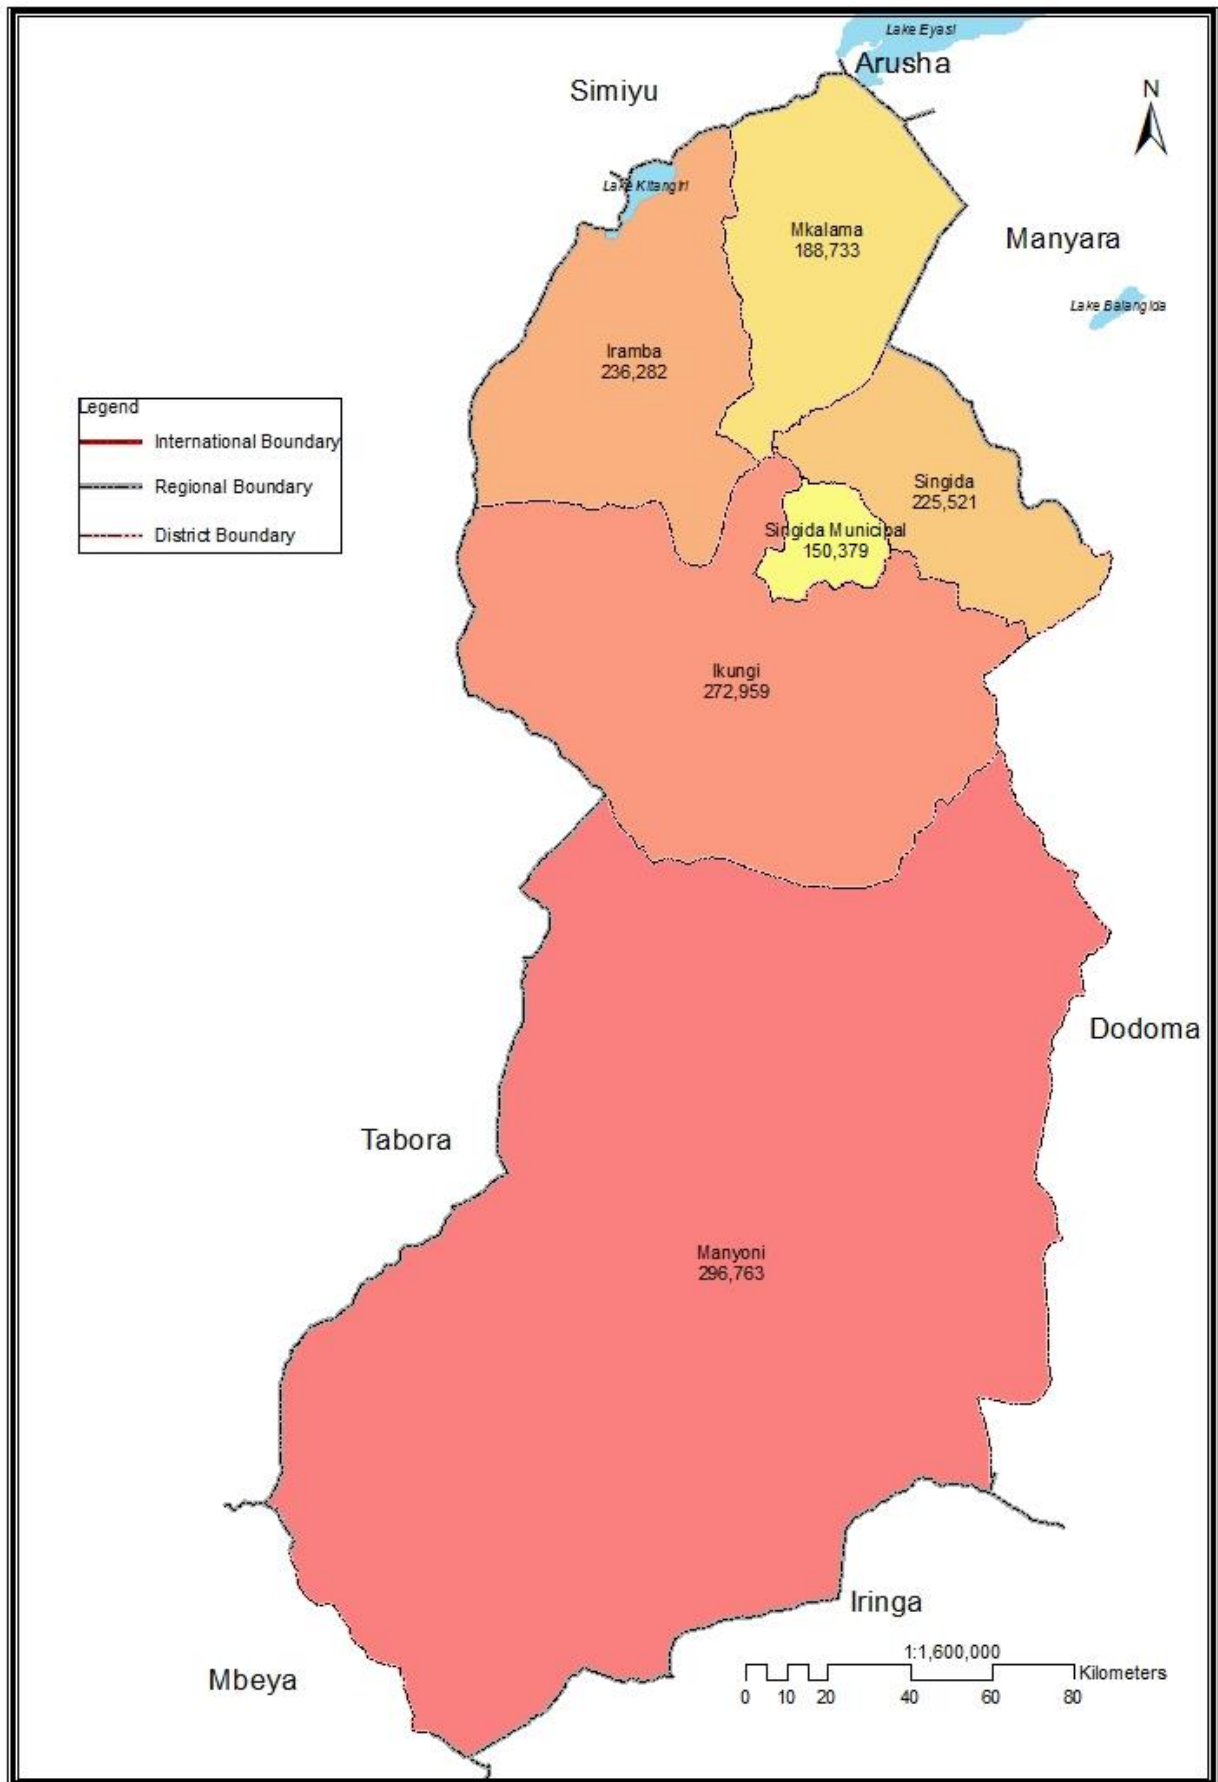 Lake Eyasi
Arusha
Simiyu
N
Lake Kitangiri
Mkalama
188,733
Manyara
Lake Balangida
Iramba
236,282
Legend
International Boundary
Regional Boundary
District Boundary
Singida
225,521
Singida Municipal
150,379
Ikungi
272,959
Dodoma
Tabora
Manyoni
296,763
Iringa
1:1,600,000
Kilometers
0 10 20 40 60 80
Mbeya